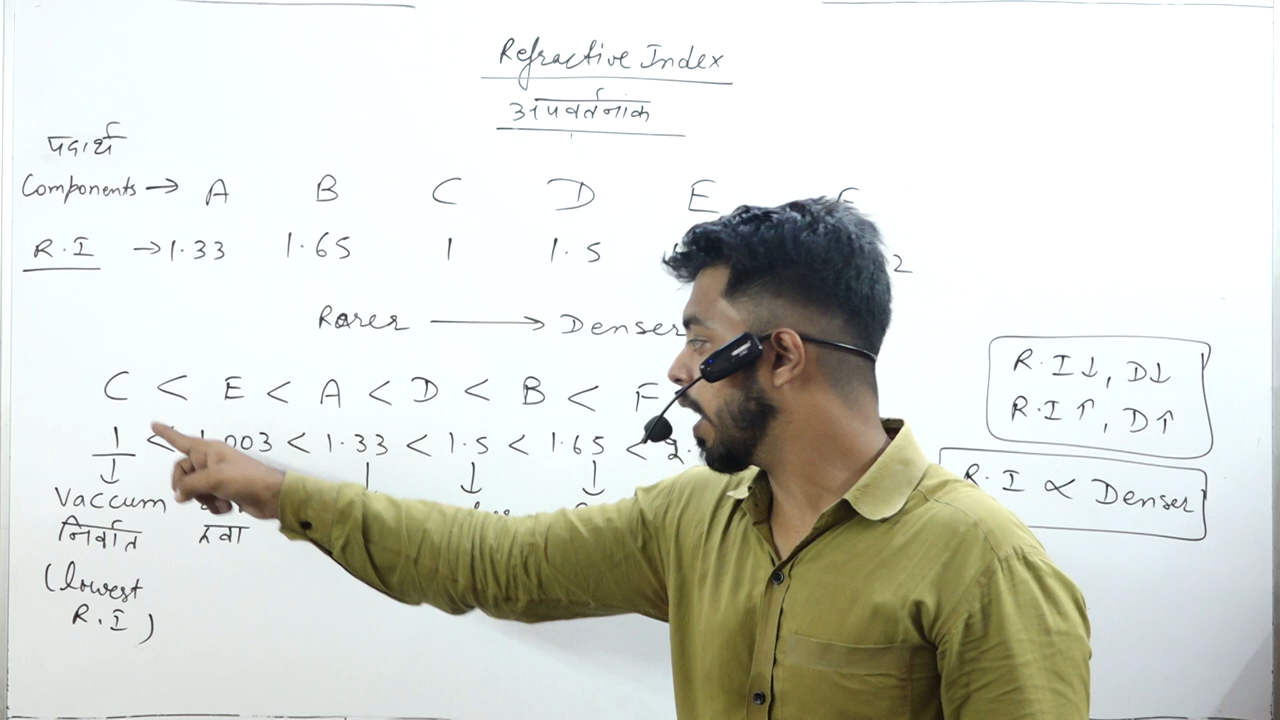 Refractive Index
अपवर्तनांक
पदार्थ
Components → A B C D E
R.I → 1.33 1.65 1 1.5
Rarer → Denser
C < E < A < D < B < F
1 < 1.003 < 1.33 < 1.5 < 1.65 < 2.
↓ ↓ ↓
Vaccum
निर्वात हवा
(lowest
R.I)
R.I↓, D↓
R.I↑, D↑
R.I ∝ Denser